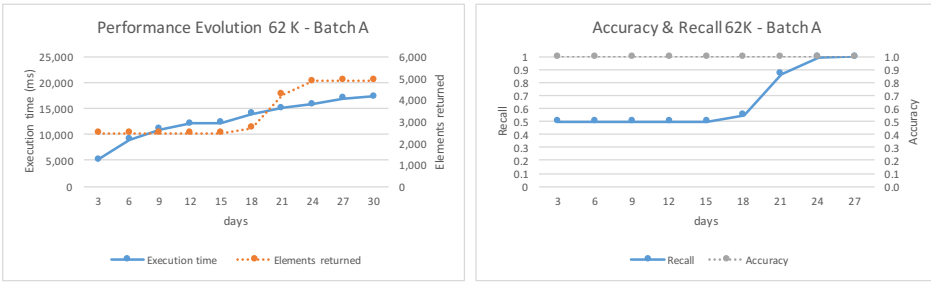 Performance Evolution 62 K - Batch A
25,000
20,000
15,000
10,000
5,000
0
Execution time (ms)
6,000
5,000
4,000
3,000
2,000
1,000
0
Elements returned
3 6 9 12 15 18 21 24 27 30
days
Execution time Elements returned
Accuracy & Recall 62K - Batch A
1
0.9
0.8
0.7
0.6
0.5
0.4
0.3
0.2
0.1
0
Recall
1.0
0.9
0.8
0.7
0.6
0.5
0.4
0.3
0.2
0.1
0.0
Accuracy
3 6 9 12 15 18 21 24 27
days
Recall Accuracy